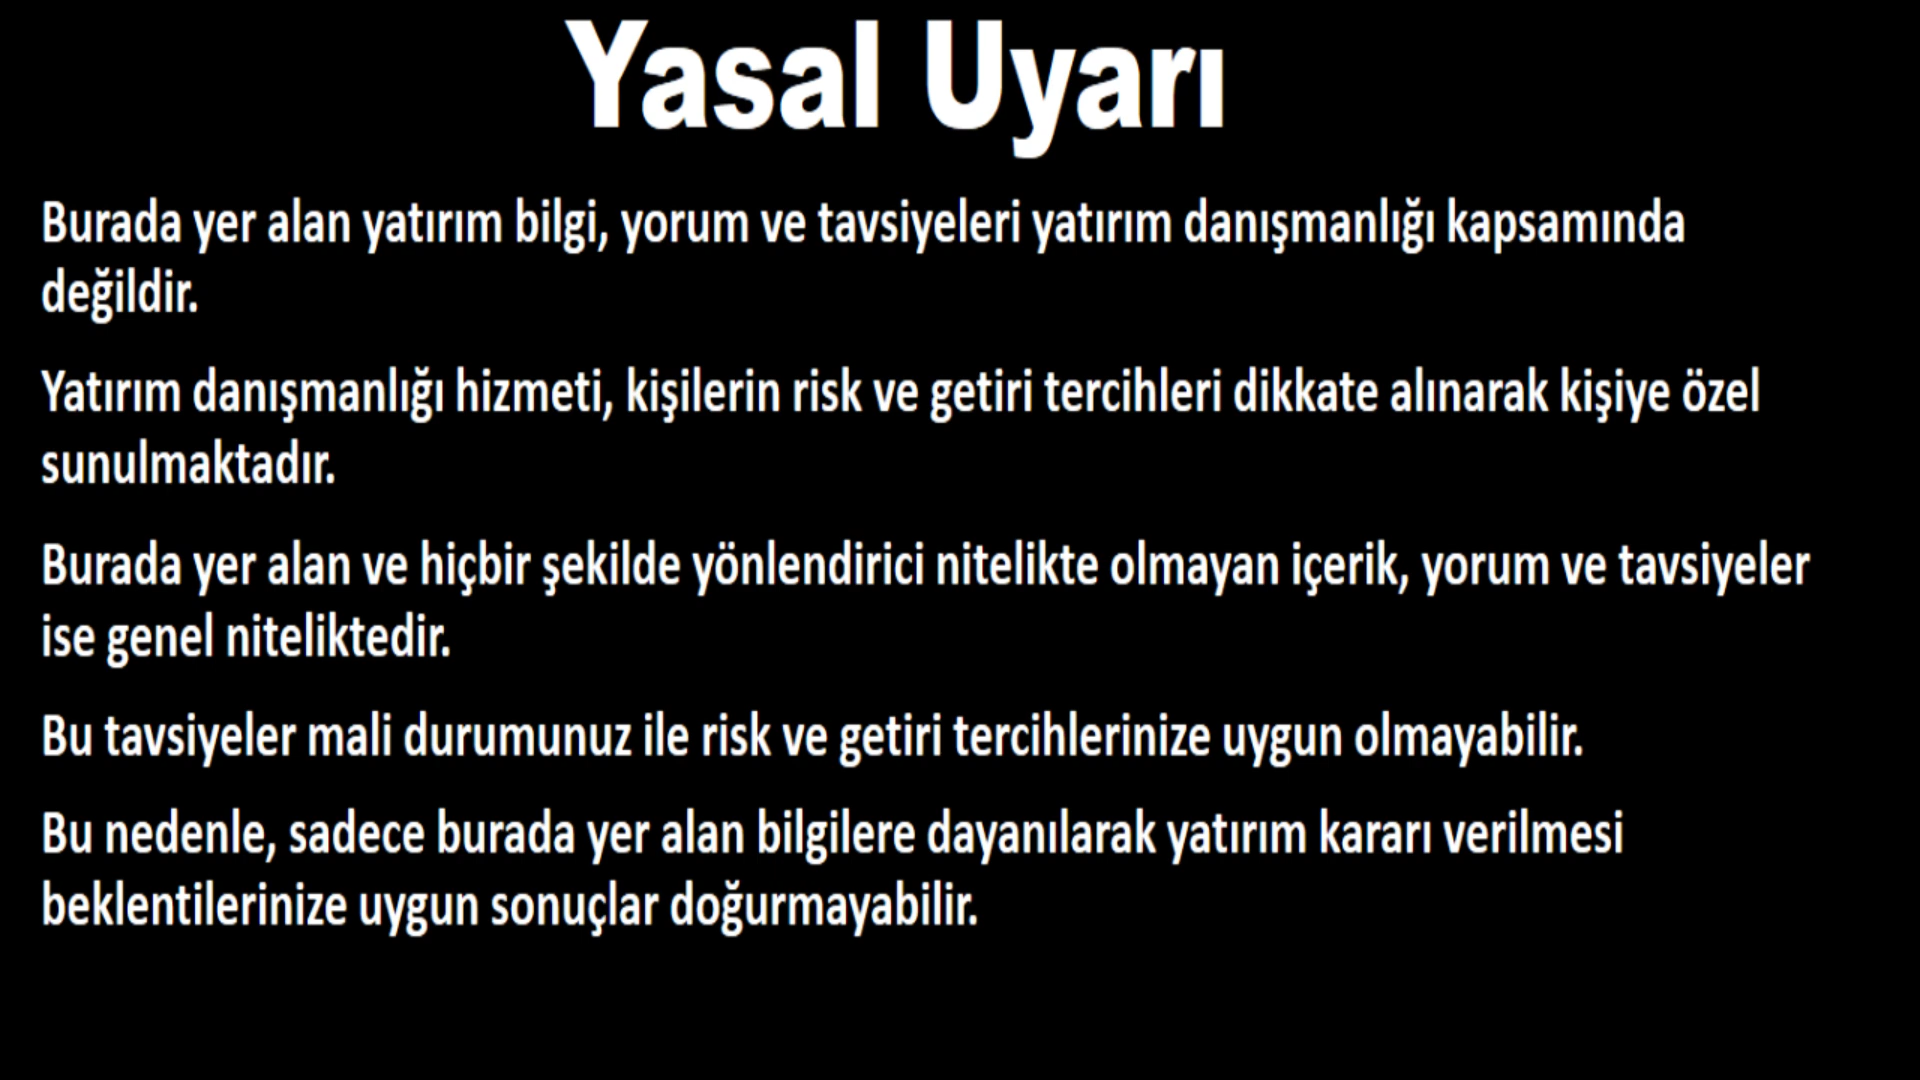 Yasal Uyarı
Burada yer alan yatırım bilgi, yorum ve tavsiyeleri yatırım danışmanlığı kapsamında
değildir.
Yatırım danışmanlığı hizmeti, kişilerin risk ve getiri tercihleri dikkate alınarak kişiye özel
sunulmaktadır.
Burada yer alan ve hiçbir şekilde yönlendirici nitelikte olmayan içerik, yorum ve tavsiyeler
ise genel niteliktedir.
Bu tavsiyeler mali durumunuz ile risk ve getiri tercihlerinize uygun olmayabilir.
Bu nedenle, sadece burada yer alan bilgilere dayanılarak yatırım kararı verilmesi
beklentilerinize uygun sonuçlar doğurmayabilir.